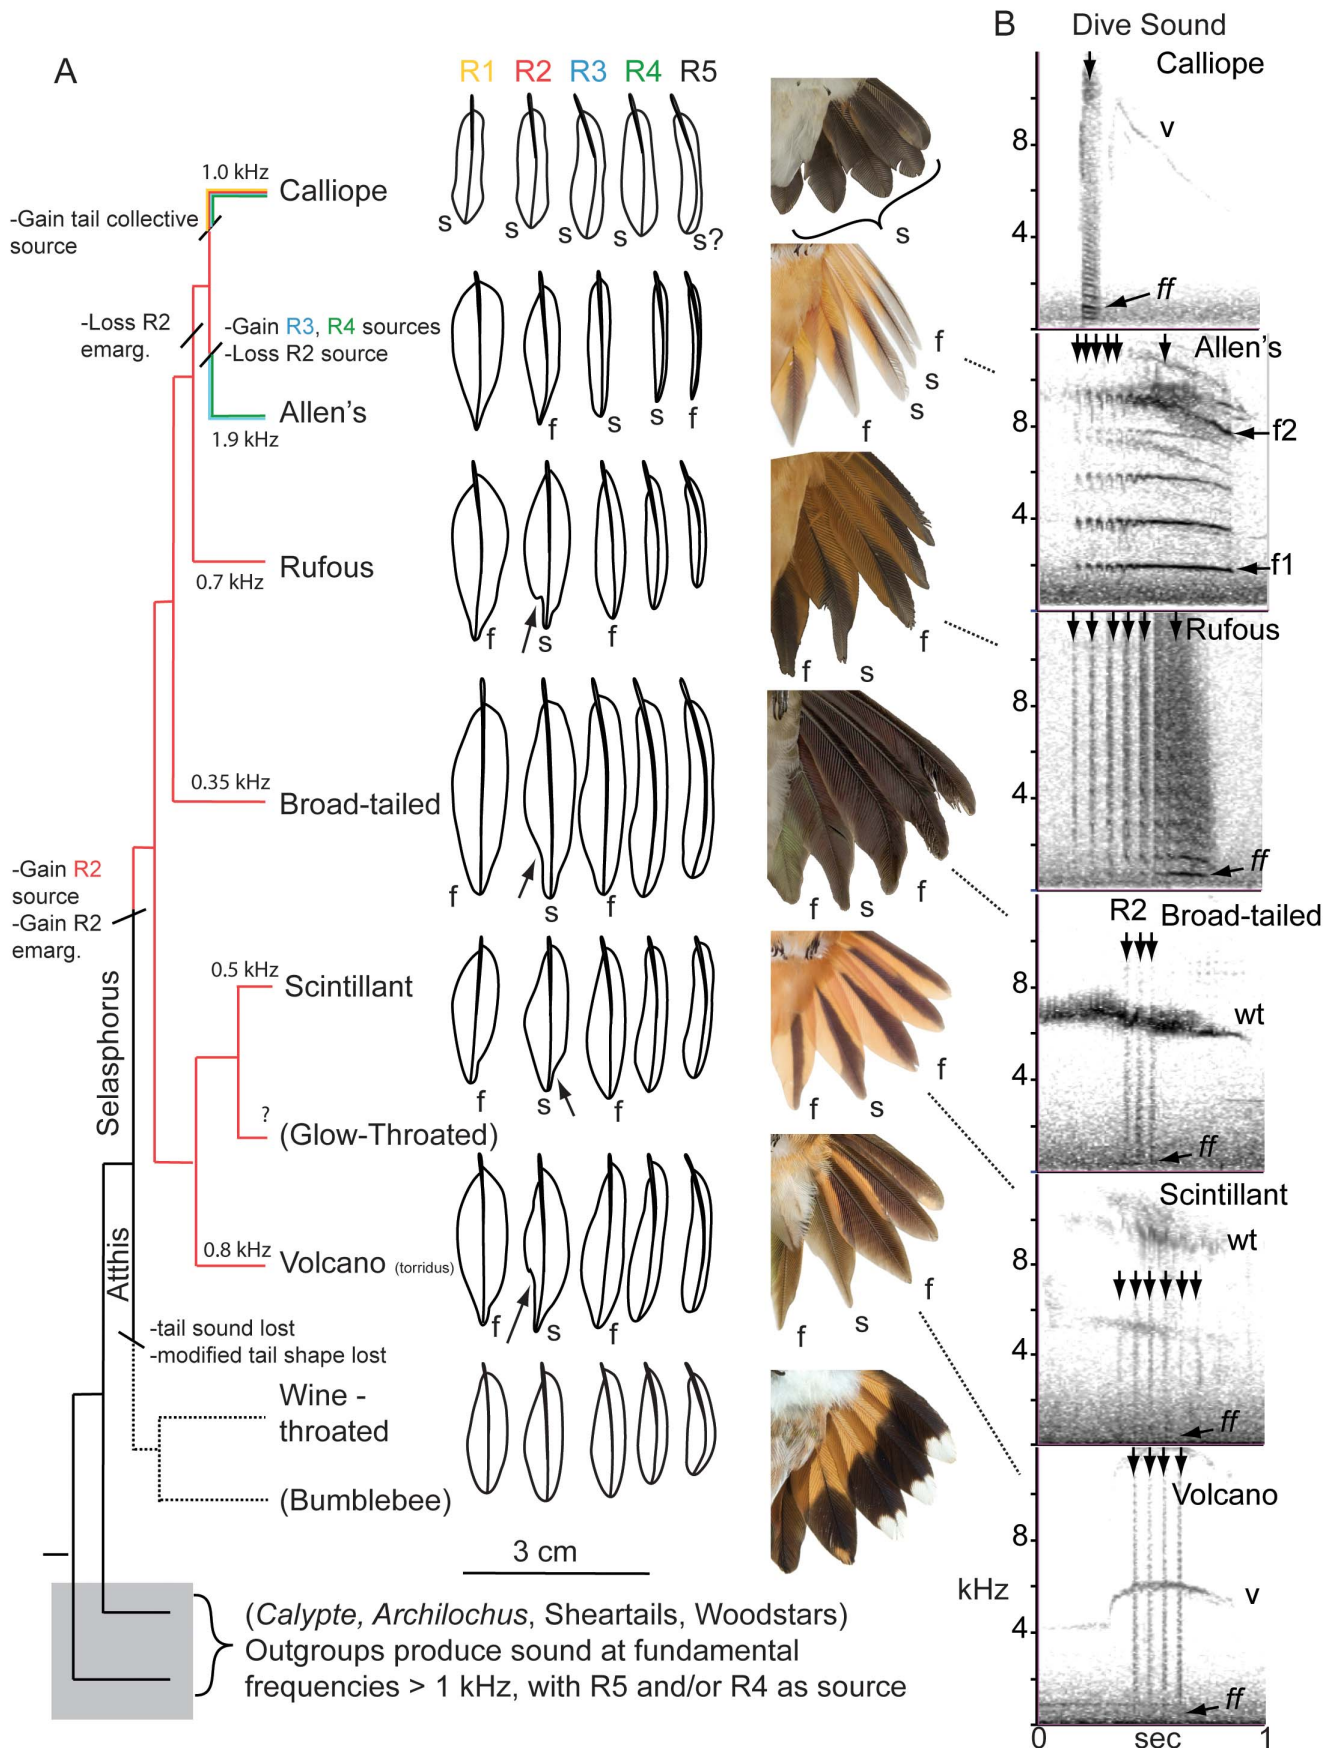 A
R1 R2 R3 R4 R5
1.0 kHz
Calliope
-Gain tail collective
source
s s s s s?
s
-Loss R2
emarg.
-Gain R3, R4 sources
-Loss R2 source
Allen's
1.9 kHz
f s s f
f
s
s
f
Rufous
0.7 kHz
f s f
f s f
0.35 kHz
Broad-tailed
f s f
f s f
-Gain R2
source
-Gain R2
emarg.
Selasphorus
0.5 kHz
Scintillant
f s f
f s f
?
(Glow-Throated)
0.8 kHz
Volcano (torridus)
f s f
f s f
Atthis
-tail sound lost
-modified tail shape lost
Wine -
throated
(Bumblebee)
3 cm
(Calypte, Archilochus, Sheartails, Woodstars)
Outgroups produce sound at fundamental
frequencies > 1 kHz, with R5 and/or R4 as source
B
Dive Sound
Calliope
v
8
4
ff
Allen's
8
f2
4
f1
Rufous
8
4
ff
R2 Broad-tailed
8
wt
4
ff
Scintillant
wt
8
4
ff
Volcano
8
kHz
v
4
ff
0 sec 1